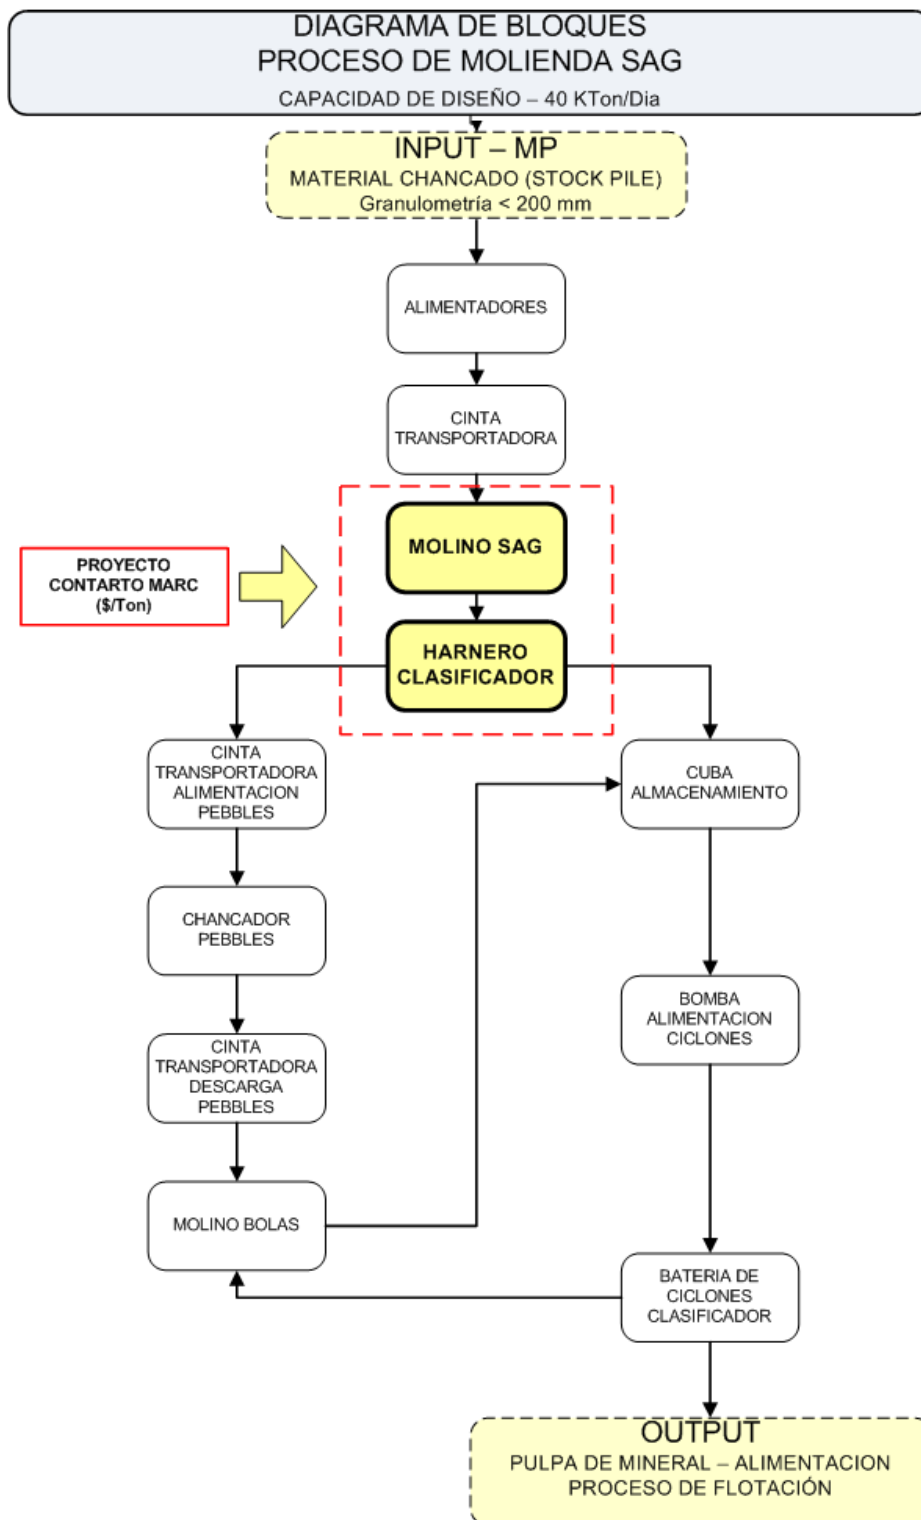 DIAGRAMA DE BLOQUES
PROCESO DE MOLIENDA SAG
CAPACIDAD DE DISEÑO – 40 KTon/Dia
INPUT – MP
MATERIAL CHANCADO (STOCK PILE)
Granulometría < 200 mm
ALIMENTADORES
CINTA
TRANSPORTADORA
MOLINO SAG
PROYECTO
CONTARTO MARC
($/Ton)
HARNERO
CLASIFICADOR
CINTA
TRANSPORTADORA
ALIMENTACION
PEBBLES
CUBA
ALMACENAMIENTO
CHANCADOR
PEBBLES
BOMBA
ALIMENTACION
CICLONES
CINTA
TRANSPORTADORA
DESCARGA
PEBBLES
MOLINO BOLAS
BATERIA DE
CICLONES
CLASIFICADOR
OUTPUT
PULPA DE MINERAL – ALIMENTACION
PROCESO DE FLOTACIÓN